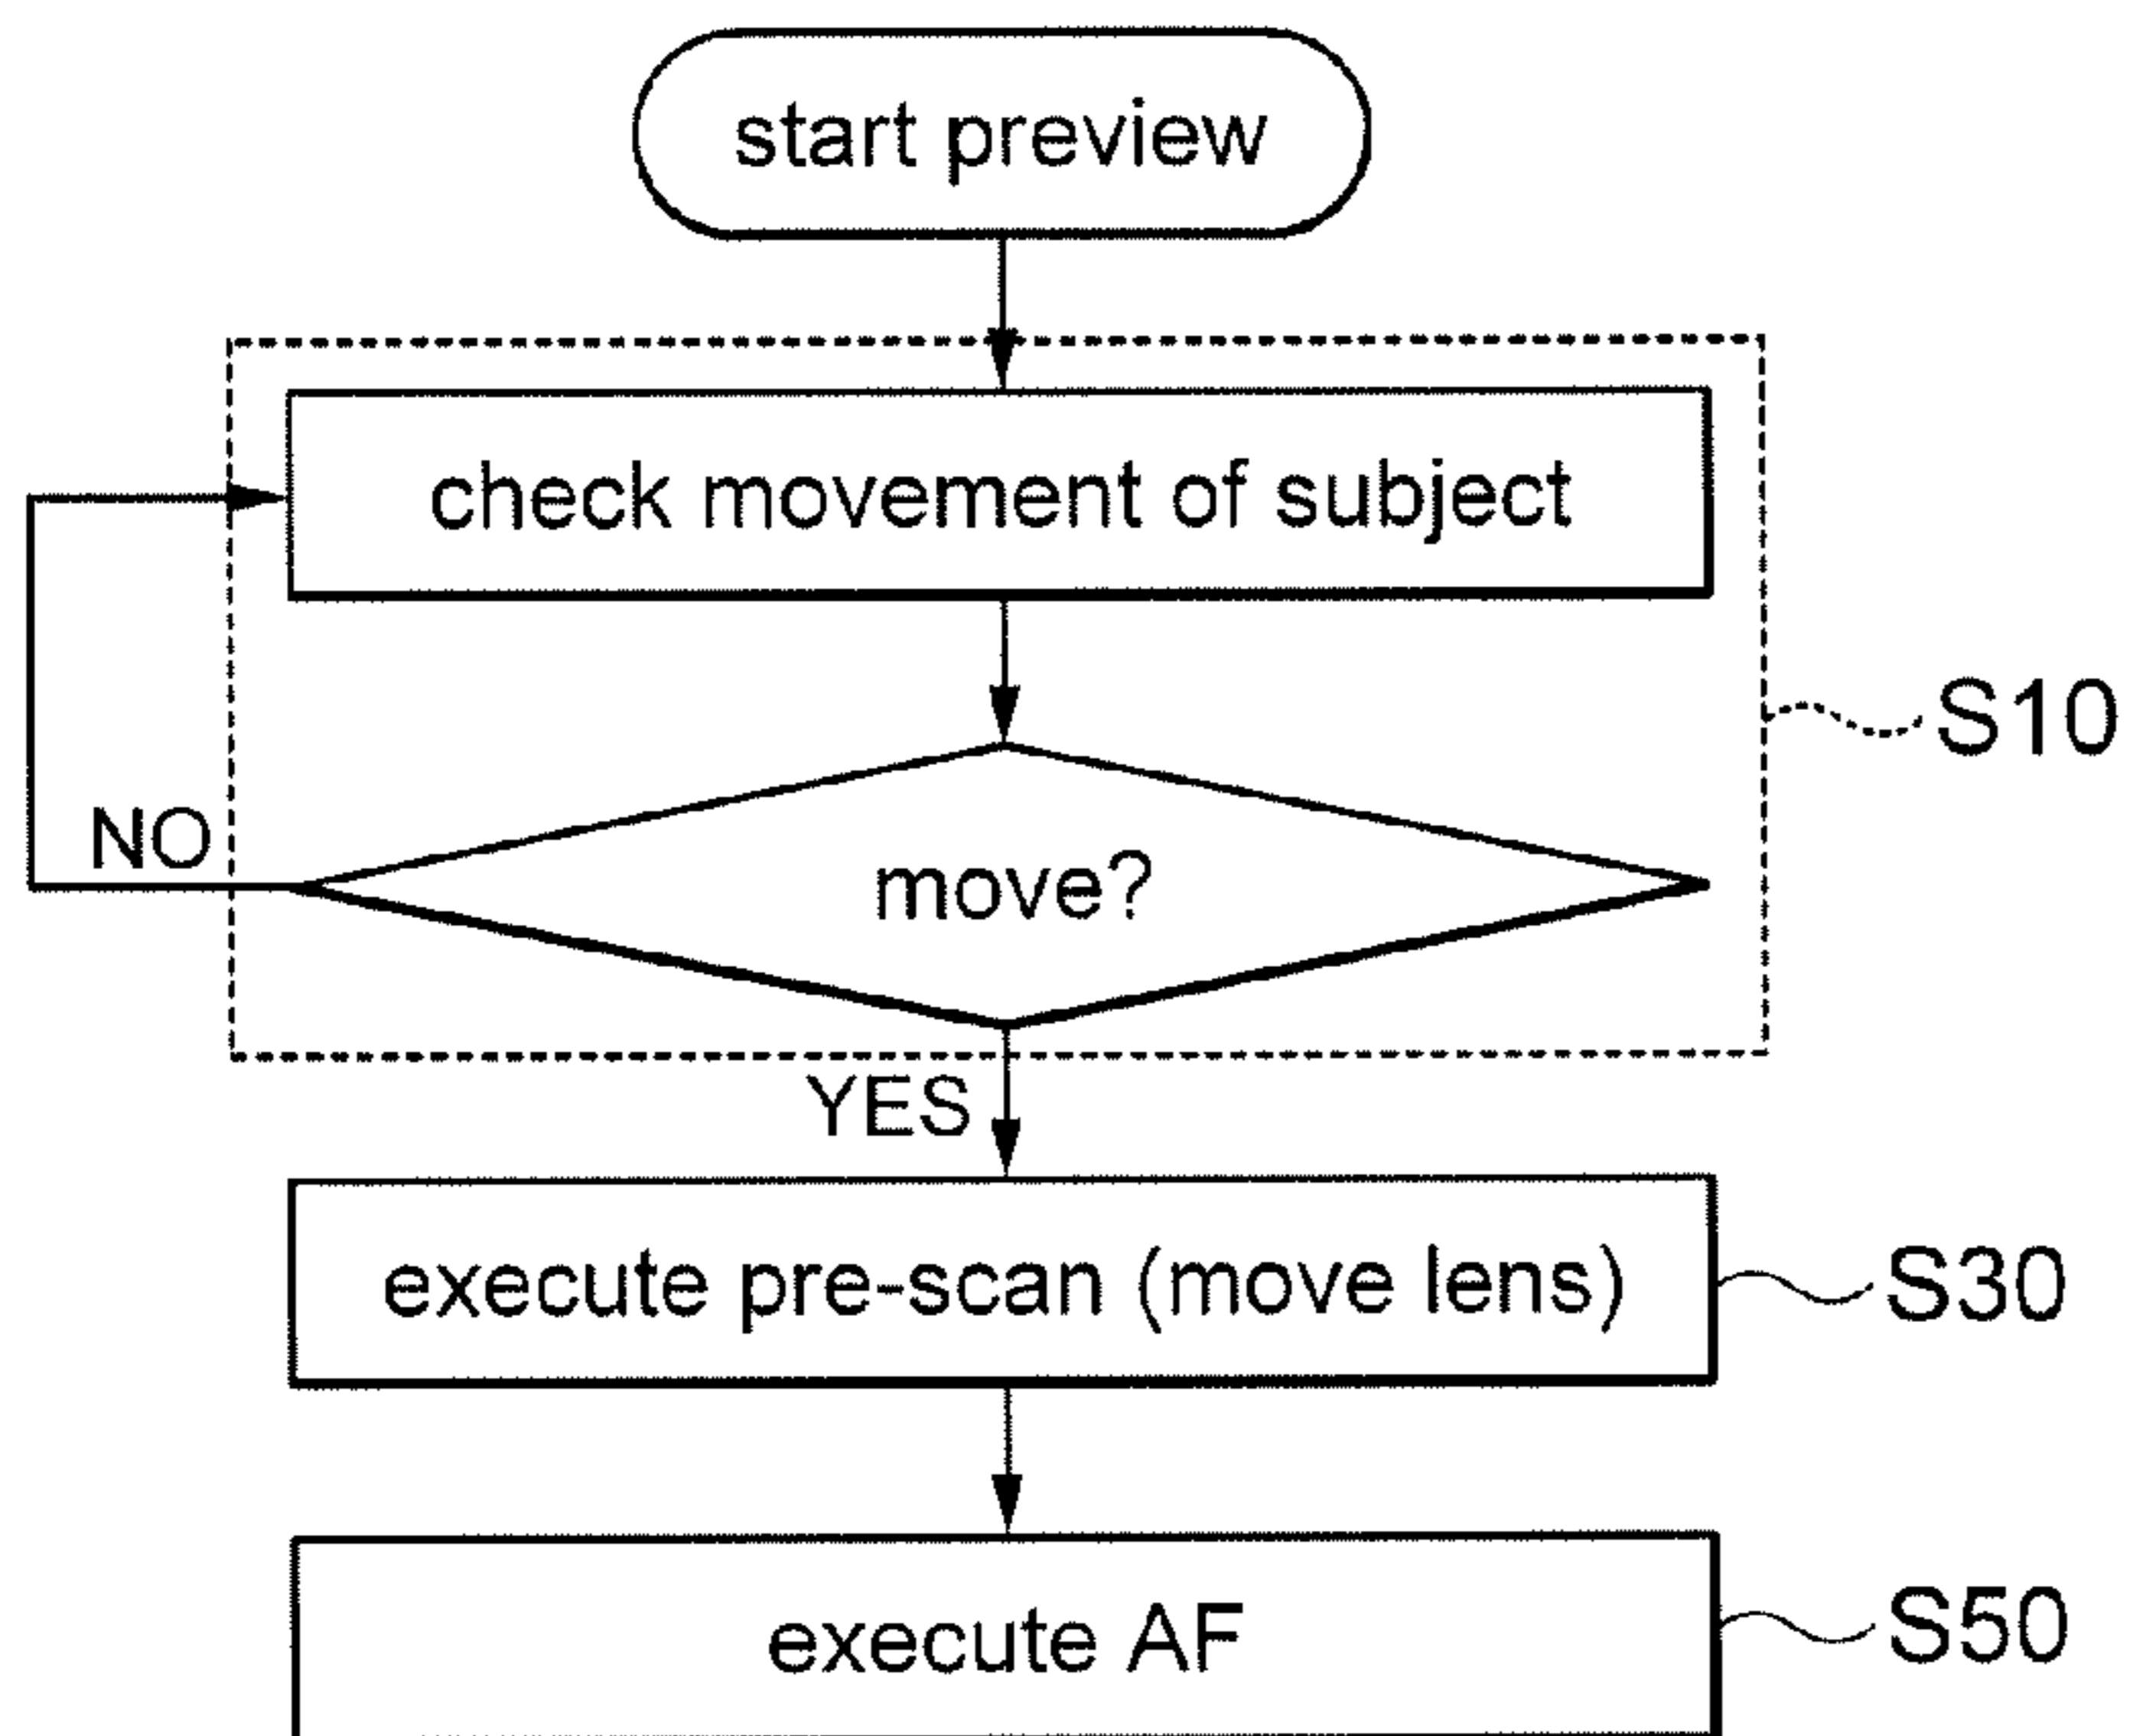 start preview
check movement of subject
S10
NO
move?
YES
execute pre-scan (move lens)
S30
execute AF
S50